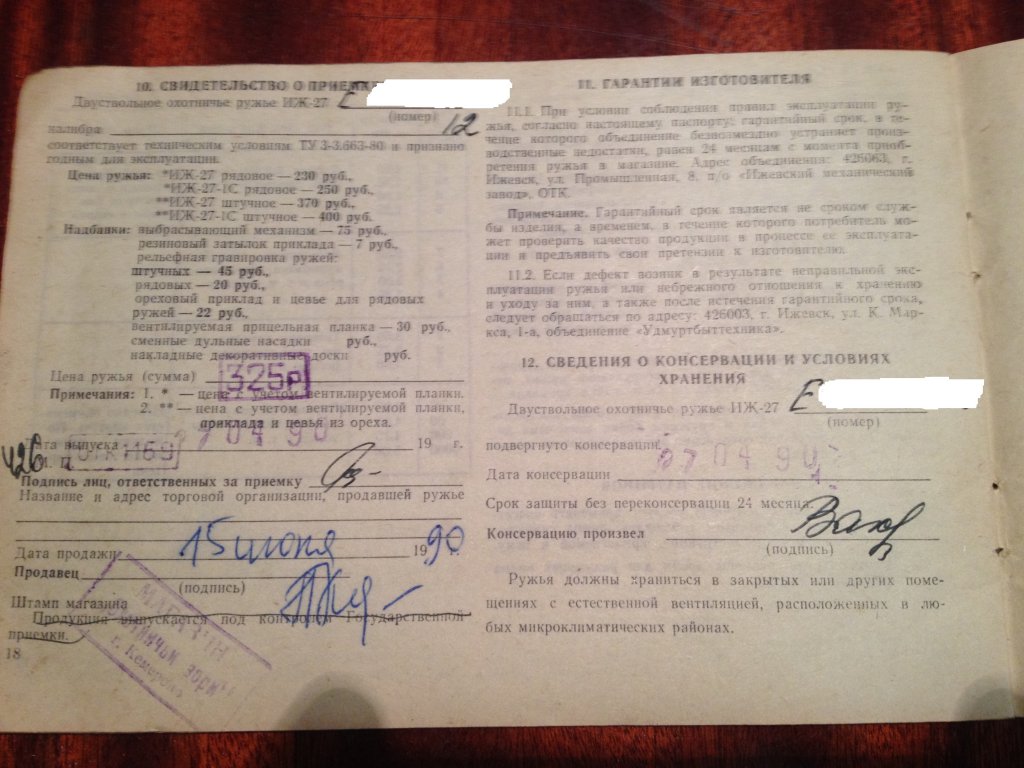 10. СВИДЕТЕЛЬСТВО О ПРИЕМКЕ
Двуствольное охотничье ружье ИЖ-27 Е
(номер)
калибра 12
соответствует техническим условиям ТУ 3-3.663-80 и признано
годным для эксплуатации.
Цена ружья: *ИЖ-27 рядовое — 230 руб.,
*ИЖ-27-1С рядовое — 250 руб.,
**ИЖ-27 штучное — 370 руб.,
**ИЖ-27-1С штучное — 400 руб.
Надбавки: выбрасывающий механизм — 75 руб.,
резиновый затылок приклада — 7 руб.,
рельефная гравировка ружей:
штучных — 45 руб.,
рядовых — 20 руб.,
ореховый приклад и цевье для рядовых
ружей — 22 руб.,
вентилируемая прицельная планка — 30 руб.,
сменные дульные насадки руб.,
накладные декоративные доски руб.
Цена ружья (сумма) 325р
Примечания: 1. * — цена с учетом вентилируемой планки.
2. ** — цена с учетом вентилируемой планки,
приклада и цевья из ореха.
Дата выпуска 7 04 90 19 г.
426 М. П. 1169
Подпись лиц, ответственных за приемку
Название и адрес торговой организации, продавшей ружье
Дата продажи 15 июня 1990
Продавец
(подпись)
Штамп магазина
Продукция выпускается под контролем Государственной
приемки.
МАГАЗИН
г. Кемерово
18
11. ГАРАНТИИ ИЗГОТОВИТЕЛЯ
11.1. При условии соблюдения правил эксплуатации ру-
жья, согласно настоящему паспорту, гарантийный срок, в те-
чение которого объединение безвозмездно устраняет произ-
водственные недостатки, равен 24 месяцам с момента приоб-
ретения ружья в магазине. Адрес объединения: 426063, г.
Ижевск, ул. Промышленная, 8, п/о «Ижевский механический
завод», ОТК.
Примечание. Гарантайный срок является не сроком служ-
бы изделия, а временем, в течение которого потребитель мо-
жет проверить качество продукции в процессе ее эксплуата-
ции и предъявить свои претензии к изготовителю.
11.2. Если дефект возник в результате неправильной экс-
плуатации ружья или небрежного отношения к хранению
и уходу за ним, а также после истечения гарантийного срока,
следует обращаться по адресу: 426003, г. Ижевск, ул. К. Мар-
кса, 1-а, объединение «Удмуртбыттехника».
12. СВЕДЕНИЯ О КОНСЕРВАЦИИ И УСЛОВИЯХ
ХРАНЕНИЯ
Двуствольное охотничье ружье ИЖ-27 Е
(номер)
подвергнуто консервации.
Дата консервации 07 04 90
Срок защиты без переконсервации 24 месяца.
Консервацию произвел
(подпись)
Ружья должны храниться в закрытых или других поме-
щениях с естественной вентиляцией, расположенных в лю-
бых микроклиматических районах.